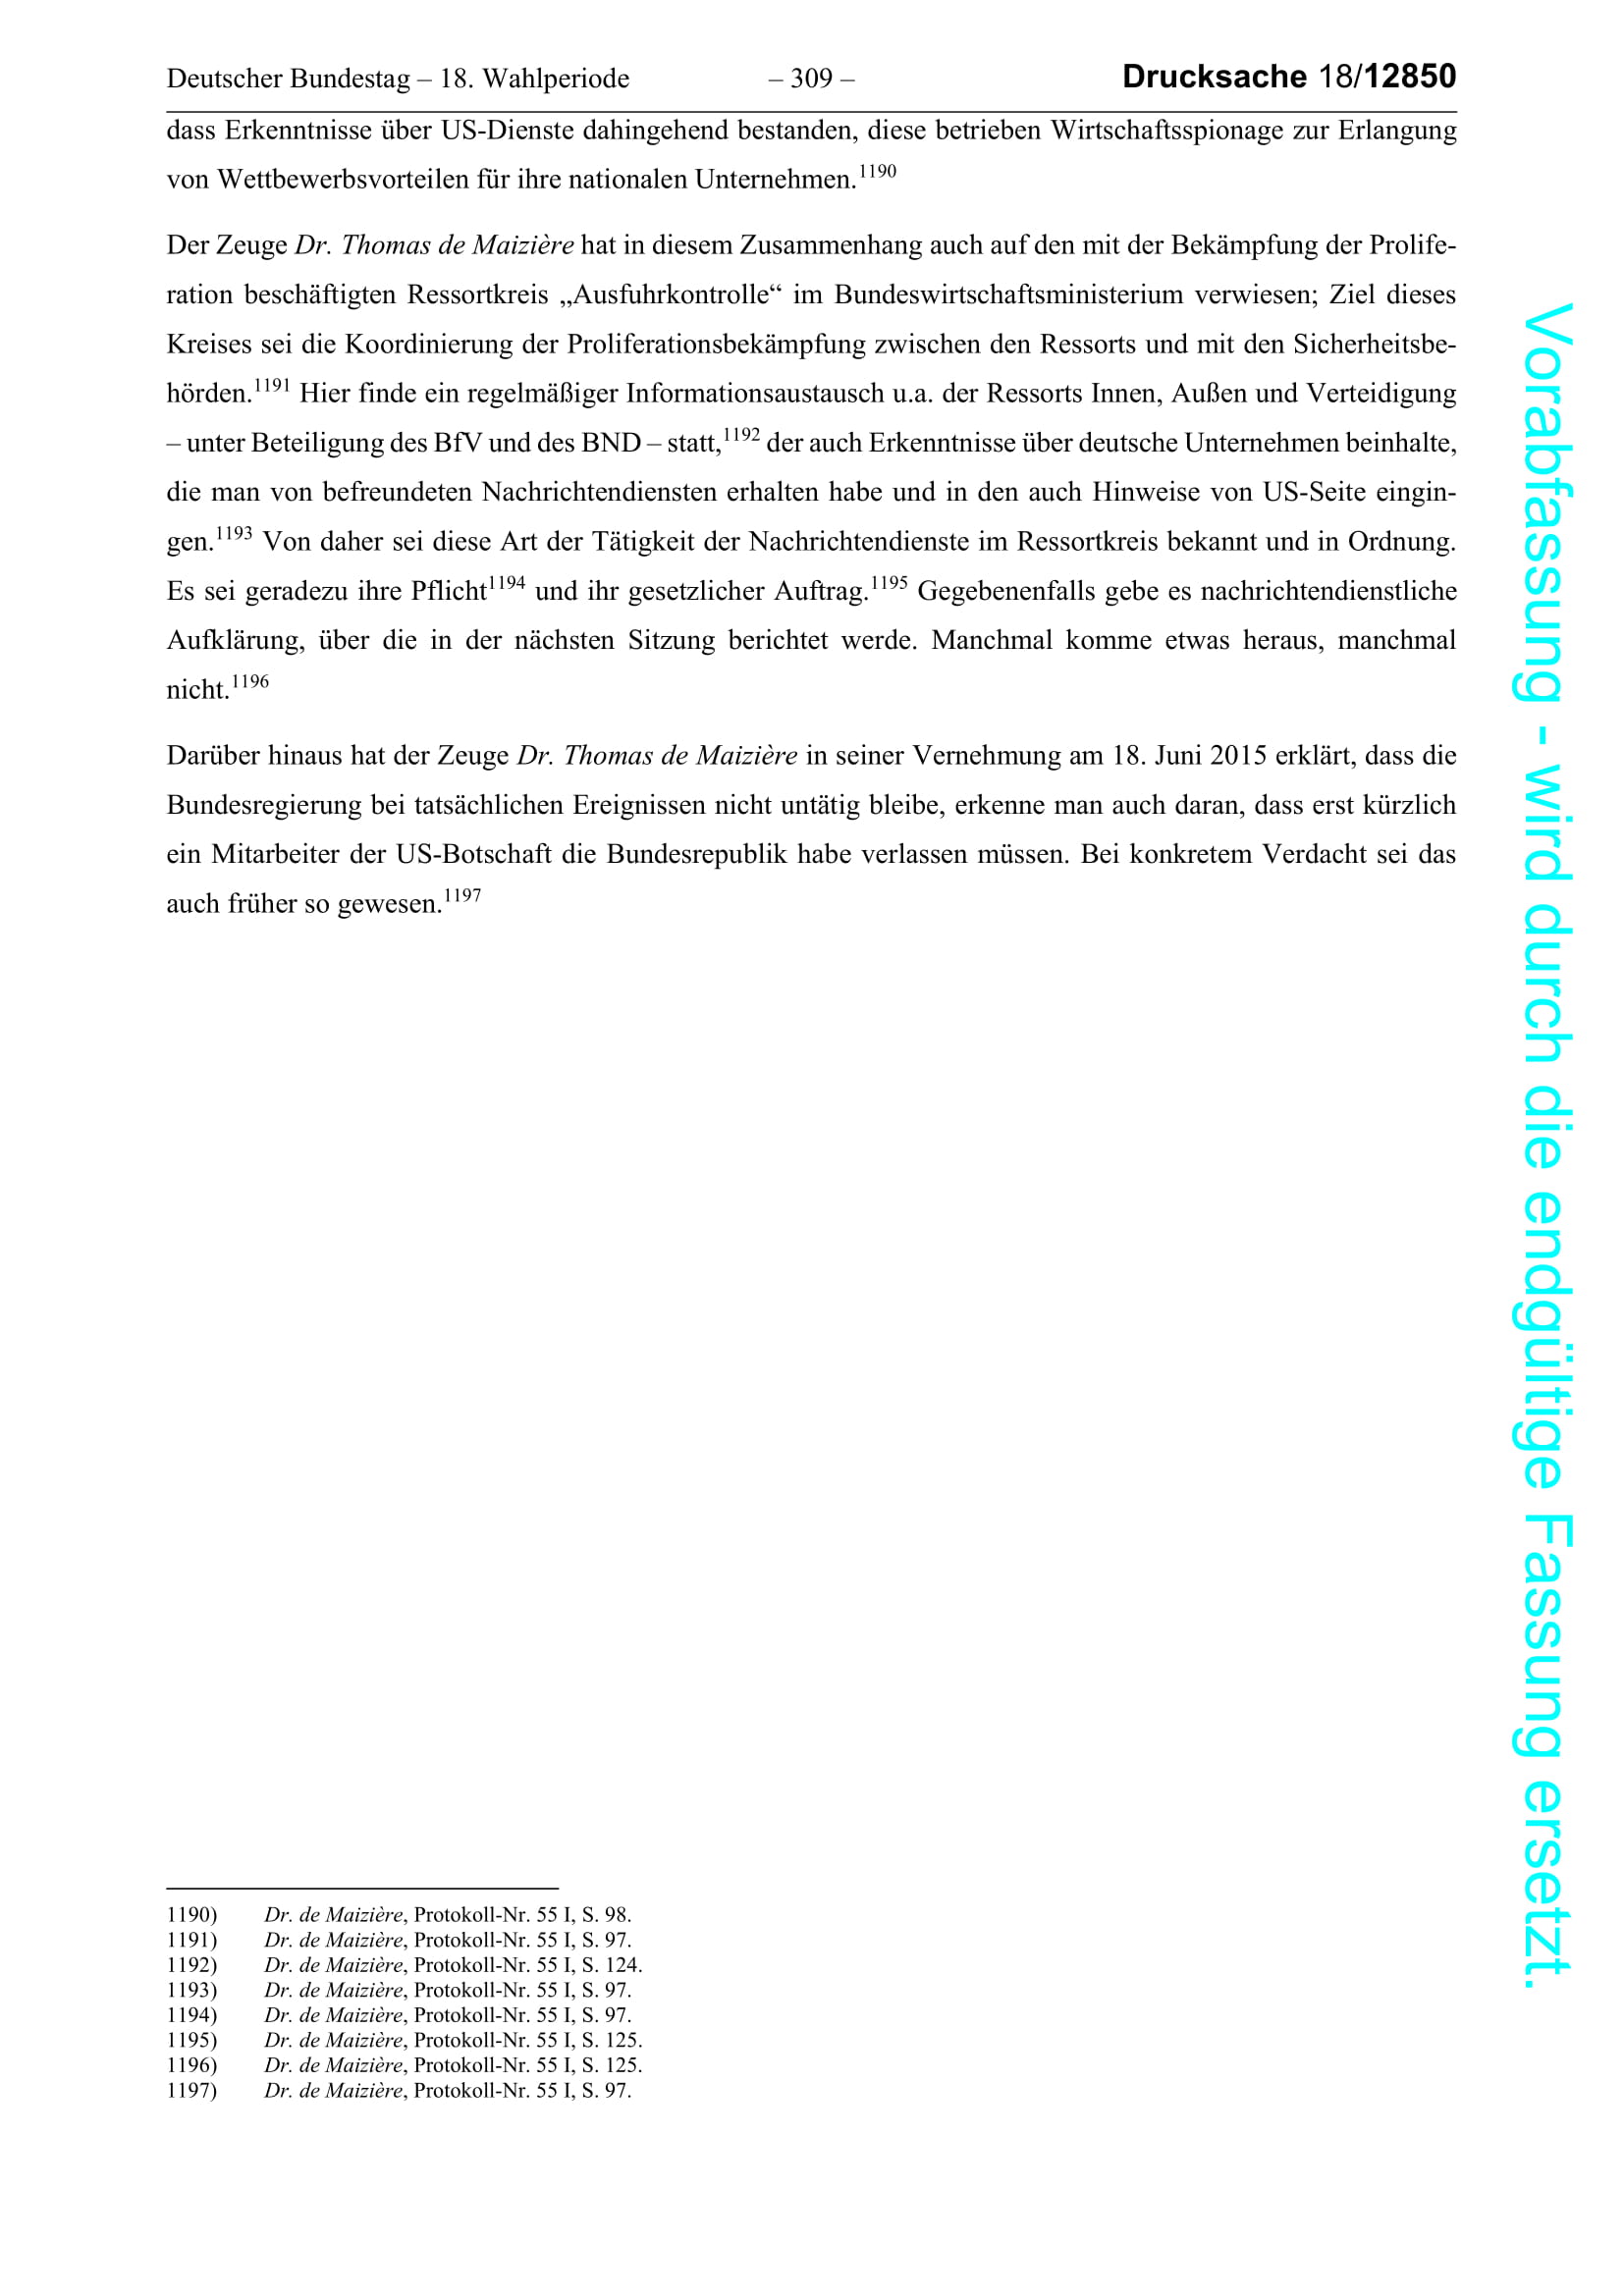 Deutscher Bundestag – 18. Wahlperiode – 309 – Drucksache 18/12850
dass Erkenntnisse über US-Dienste dahingehend bestanden, diese betrieben Wirtschaftsspionage zur Erlangung
von Wettbewerbsvorteilen für ihre nationalen Unternehmen.1190
Der Zeuge Dr. Thomas de Maizière hat in diesem Zusammenhang auch auf den mit der Bekämpfung der Prolife-
ration beschäftigten Ressortkreis „Ausfuhrkontrolle“ im Bundeswirtschaftsministerium verwiesen; Ziel dieses
Kreises sei die Koordinierung der Proliferationsbekämpfung zwischen den Ressorts und mit den Sicherheitsbe-
hörden.1191 Hier finde ein regelmäßiger Informationsaustausch u.a. der Ressorts Innen, Außen und Verteidigung
– unter Beteiligung des BfV und des BND – statt,1192 der auch Erkenntnisse über deutsche Unternehmen beinhalte,
die man von befreundeten Nachrichtendiensten erhalten habe und in den auch Hinweise von US-Seite eingin-
gen.1193 Von daher sei diese Art der Tätigkeit der Nachrichtendienste im Ressortkreis bekannt und in Ordnung.
Es sei geradezu ihre Pflicht1194 und ihr gesetzlicher Auftrag.1195 Gegebenenfalls gebe es nachrichtendienstliche
Aufklärung, über die in der nächsten Sitzung berichtet werde. Manchmal komme etwas heraus, manchmal
nicht.1196
Darüber hinaus hat der Zeuge Dr. Thomas de Maizière in seiner Vernehmung am 18. Juni 2015 erklärt, dass die
Bundesregierung bei tatsächlichen Ereignissen nicht untätig bleibe, erkenne man auch daran, dass erst kürzlich
ein Mitarbeiter der US-Botschaft die Bundesrepublik habe verlassen müssen. Bei konkretem Verdacht sei das
auch früher so gewesen.1197
1190) Dr. de Maizière, Protokoll-Nr. 55 I, S. 98.
1191) Dr. de Maizière, Protokoll-Nr. 55 I, S. 97.
1192) Dr. de Maizière, Protokoll-Nr. 55 I, S. 124.
1193) Dr. de Maizière, Protokoll-Nr. 55 I, S. 97.
1194) Dr. de Maizière, Protokoll-Nr. 55 I, S. 97.
1195) Dr. de Maizière, Protokoll-Nr. 55 I, S. 125.
1196) Dr. de Maizière, Protokoll-Nr. 55 I, S. 125.
1197) Dr. de Maizière, Protokoll-Nr. 55 I, S. 97.
Vorabfassung - wird durch die endgültige Fassung ersetzt.